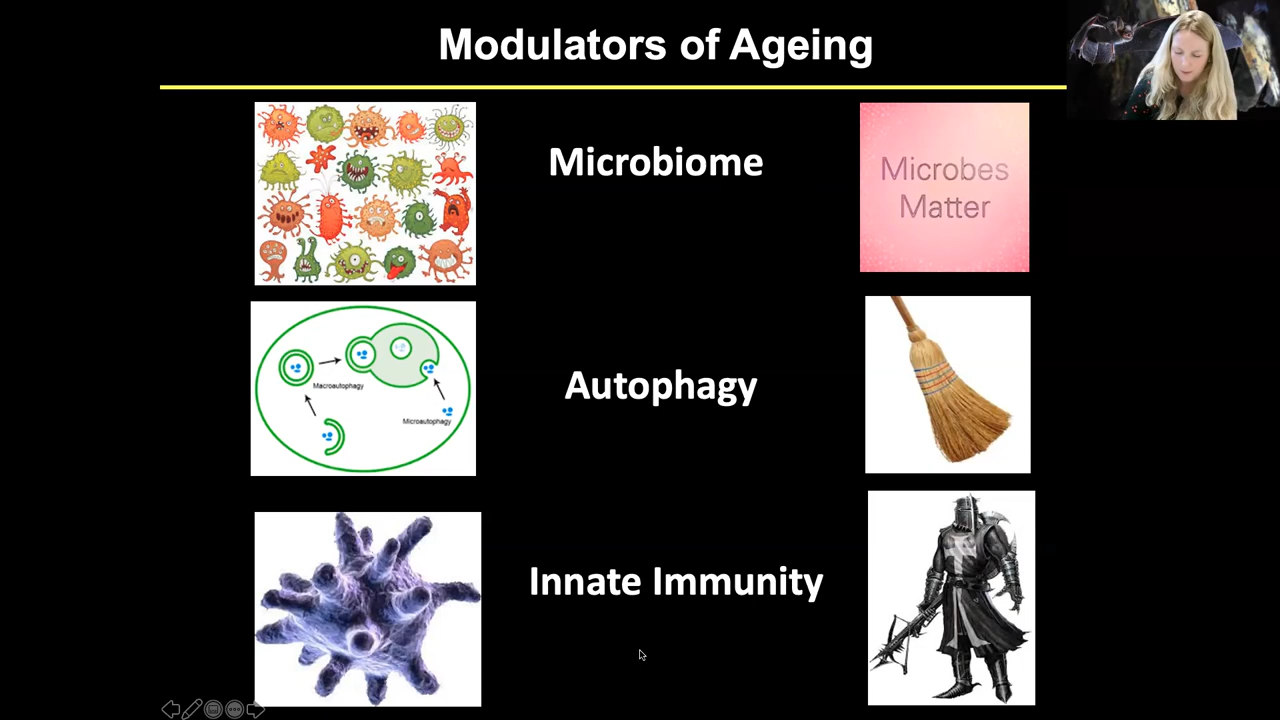 Modulators of Ageing
Microbiome
Microbes
Matter
Macroautophagy
Microautophagy
Autophagy
Innate Immunity